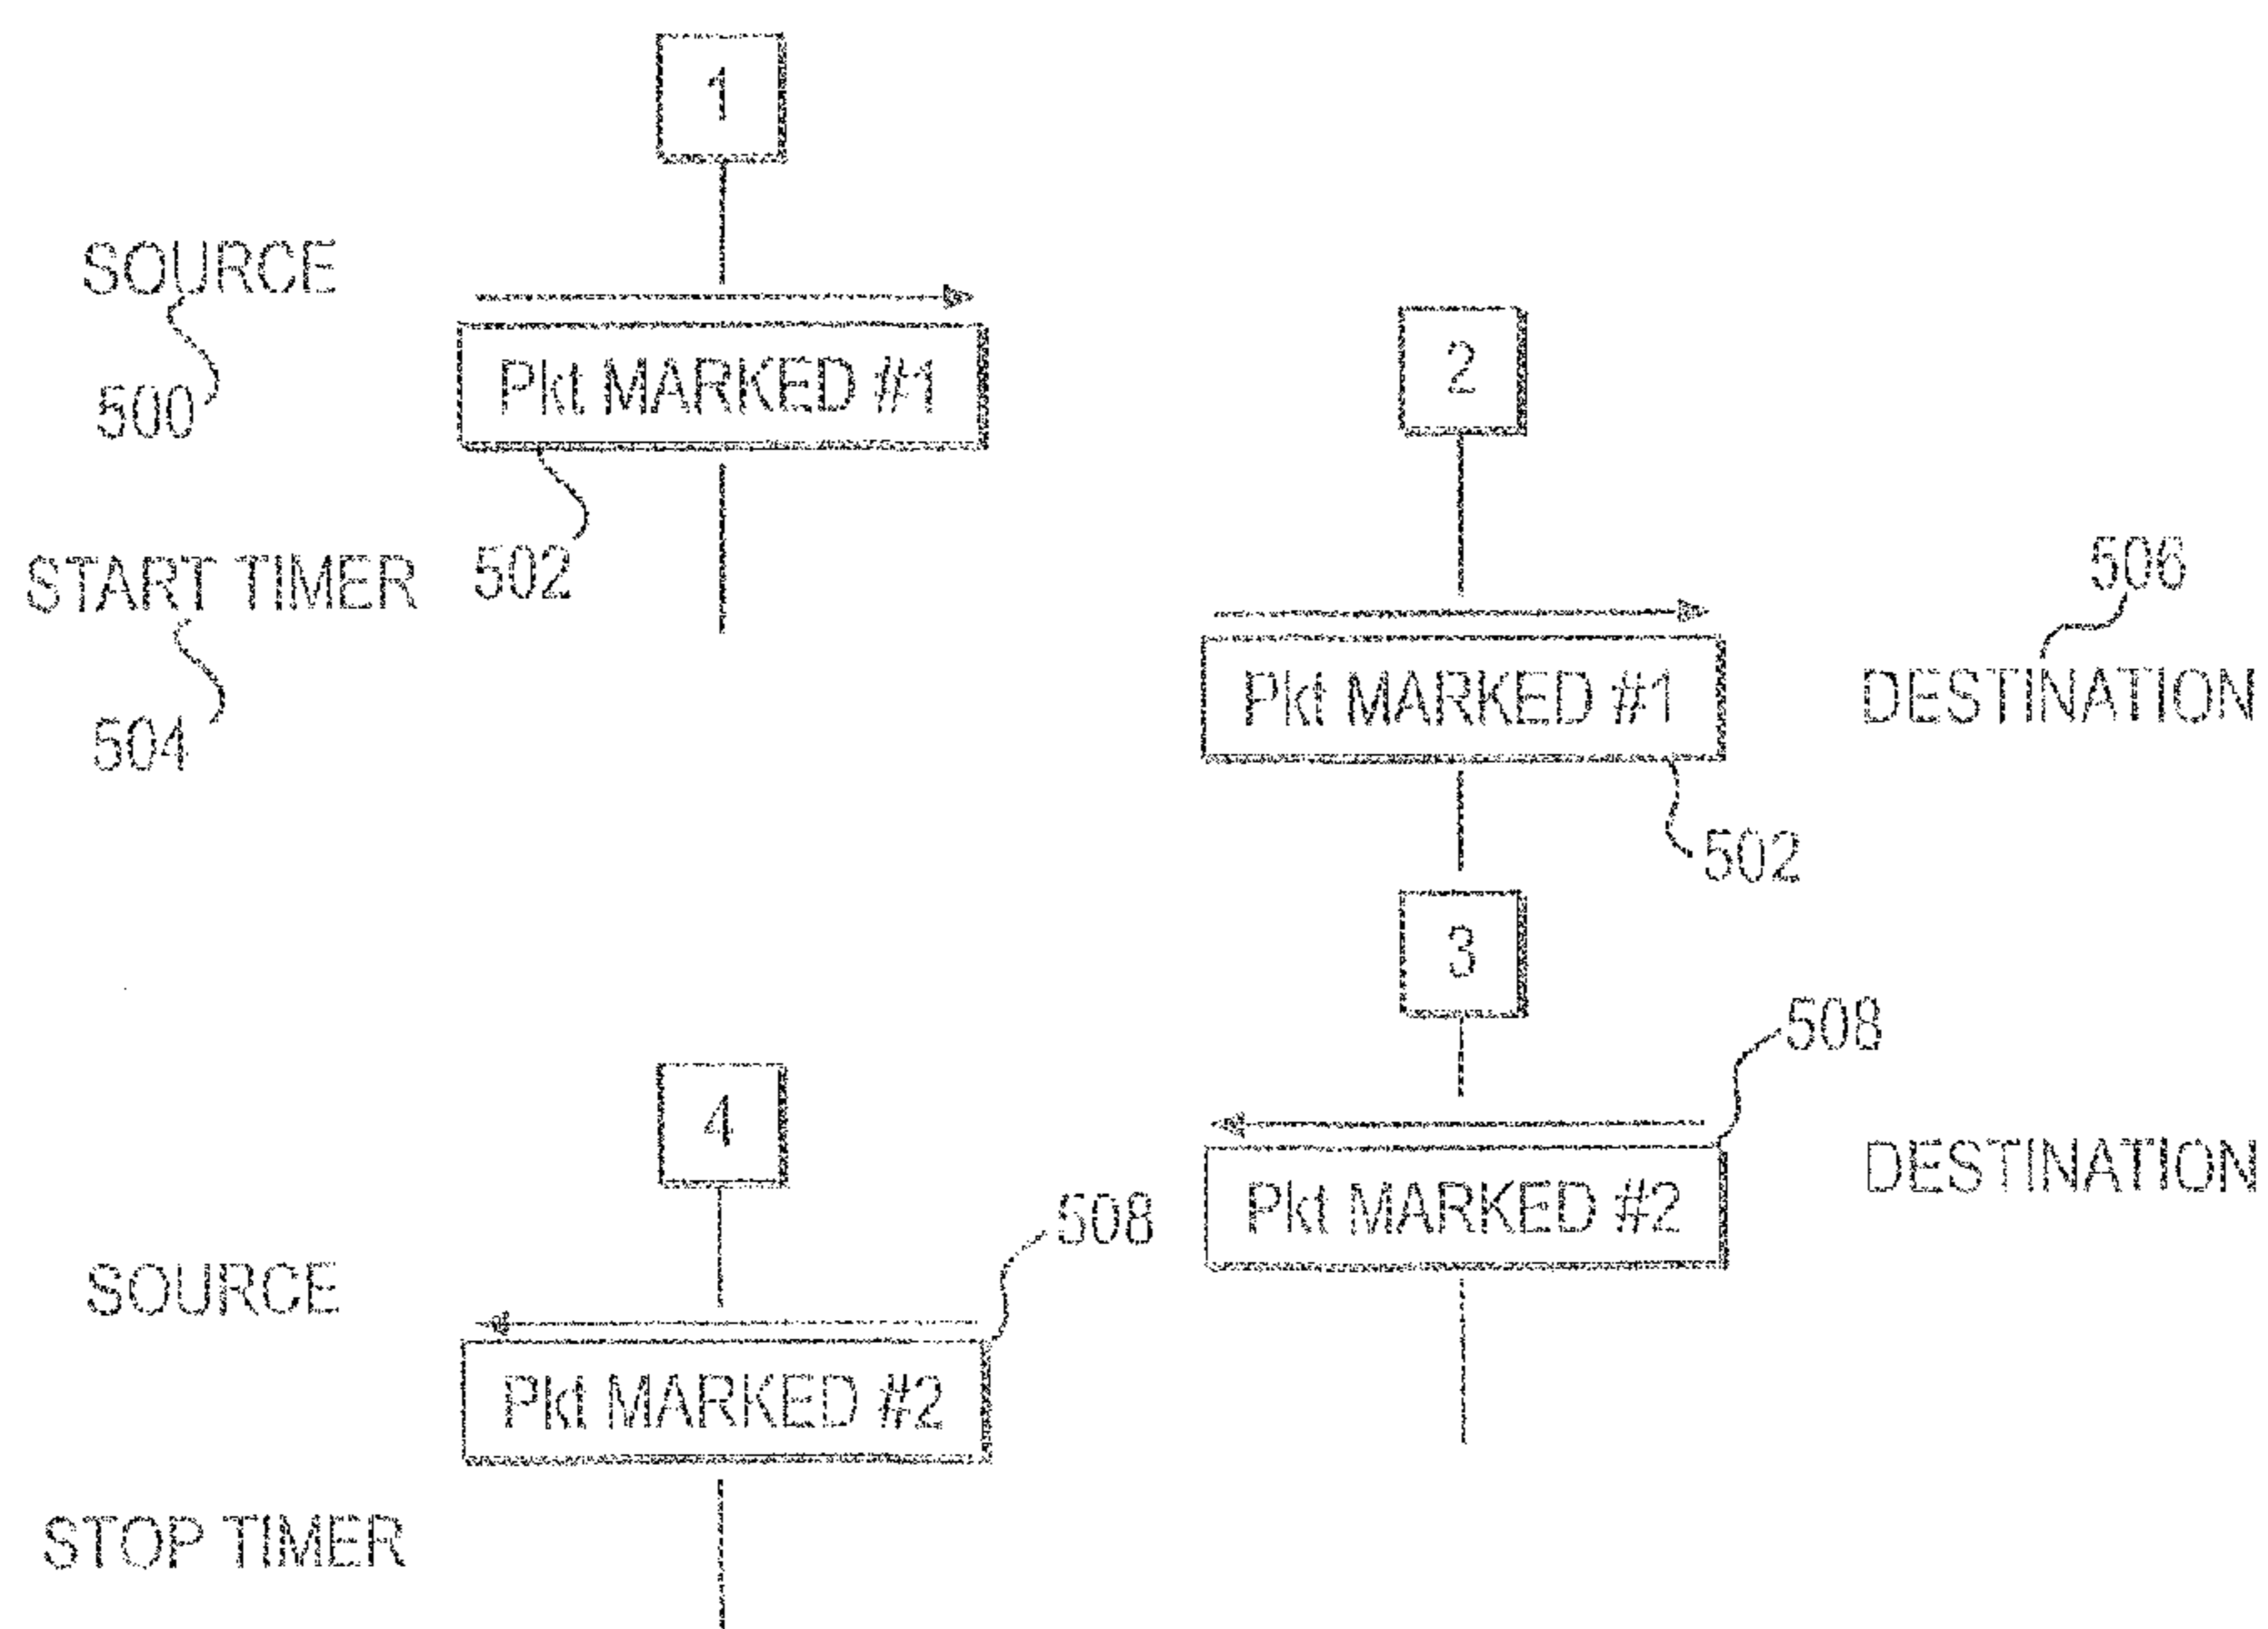 1
SOURCE
500
Pkt MARKED #1
502
START TIMER
504
2
506
Pkt MARKED #1
DESTINATION
502
3
508
Pkt MARKED #2
DESTINATION
4
508
SOURCE
Pkt MARKED #2
STOP TIMER